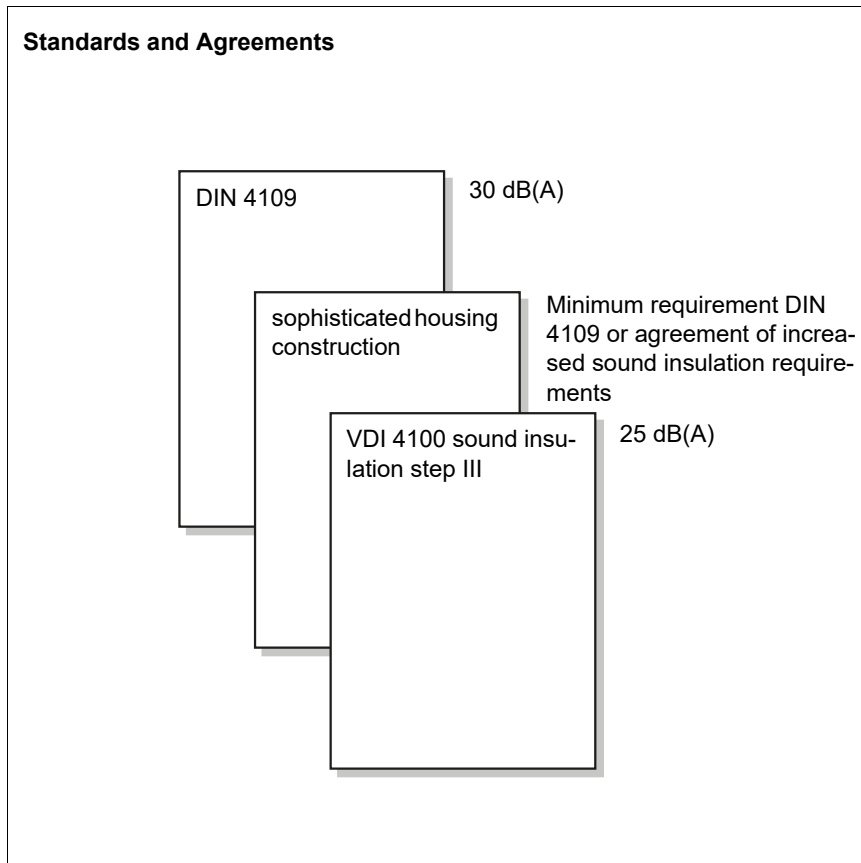 Standards and Agreements
DIN 4109
30 dB(A)
sophisticated housing
construction
Minimum requirement DIN
4109 or agreement of increa-
sed sound insulation require-
ments
VDI 4100 sound insu-
lation step III
25 dB(A)